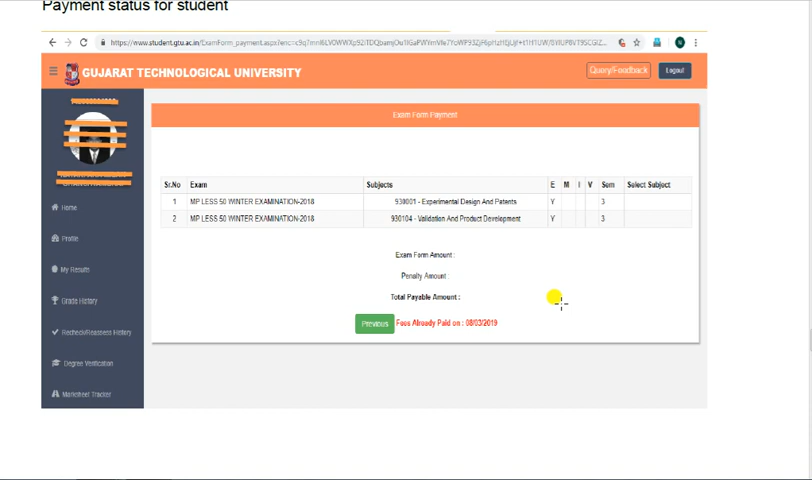 Payment status for student
GUJARAT TECHNOLOGICAL UNIVERSITY
Query/Feedback
Logout
Exam Form Payment
Sr.No Exam Subjects E M I V Sem Select Subject
1 MP LESS 50 WINTER EXAMINATION-2018 930001 - Experimental Design And Patents Y 3
2 MP LESS 50 WINTER EXAMINATION-2018 930104 - Validation And Product Development Y 3
Exam Form Amount :
Penalty Amount :
Total Payable Amount :
Previous Fees Already Paid on : 08/03/2019
Home
Profile
My Results
Grade History
Recheck/Reassess History
Degree Verification
Marksheet Tracker